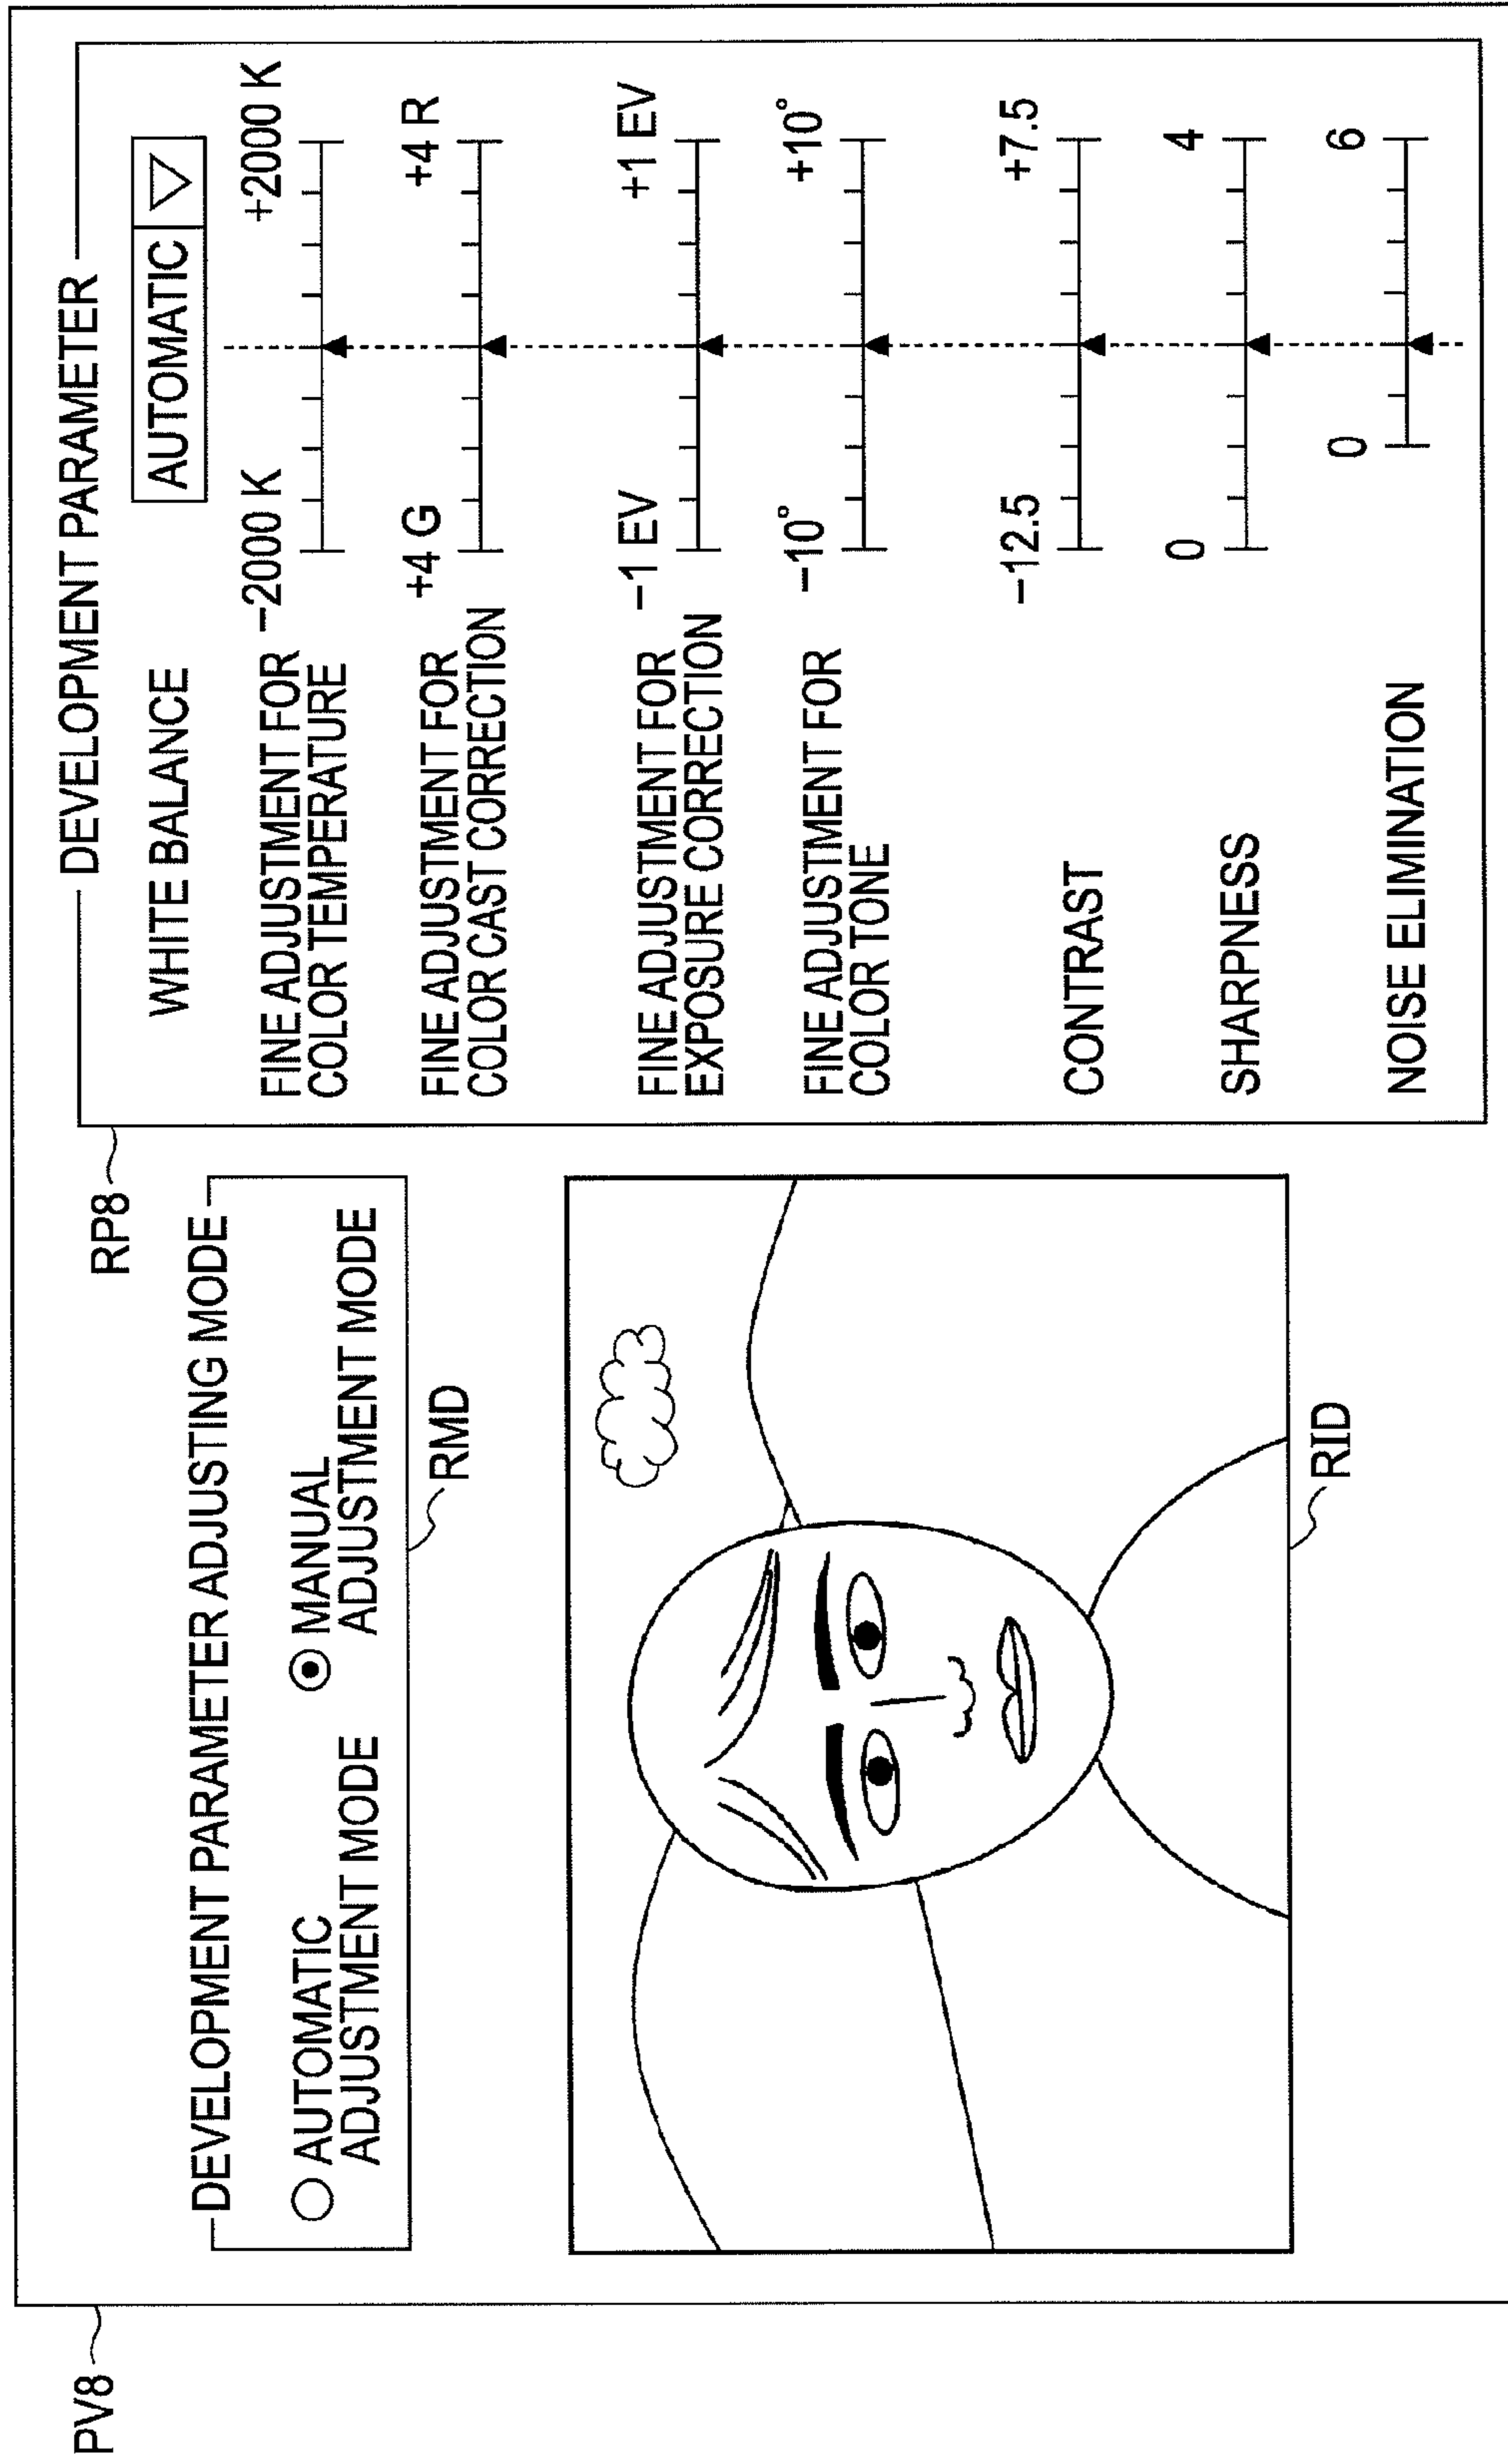 PV8
DEVELOPMENT PARAMETER ADJUSTING MODE
AUTOMATIC
ADJUSTMENT MODE
MANUAL
ADJUSTMENT MODE
RMD
RID
RP8
DEVELOPMENT PARAMETER
WHITE BALANCE
AUTOMATIC
FINE ADJUSTMENT FOR
COLOR TEMPERATURE
−2000 K
+2000 K
FINE ADJUSTMENT FOR
COLOR CAST CORRECTION
+4 G
+4 R
FINE ADJUSTMENT FOR
EXPOSURE CORRECTION
−1 EV
+1 EV
FINE ADJUSTMENT FOR
COLOR TONE
−10°
+10°
CONTRAST
−12.5
+7.5
SHARPNESS
0
4
NOISE ELIMINATION
0
6